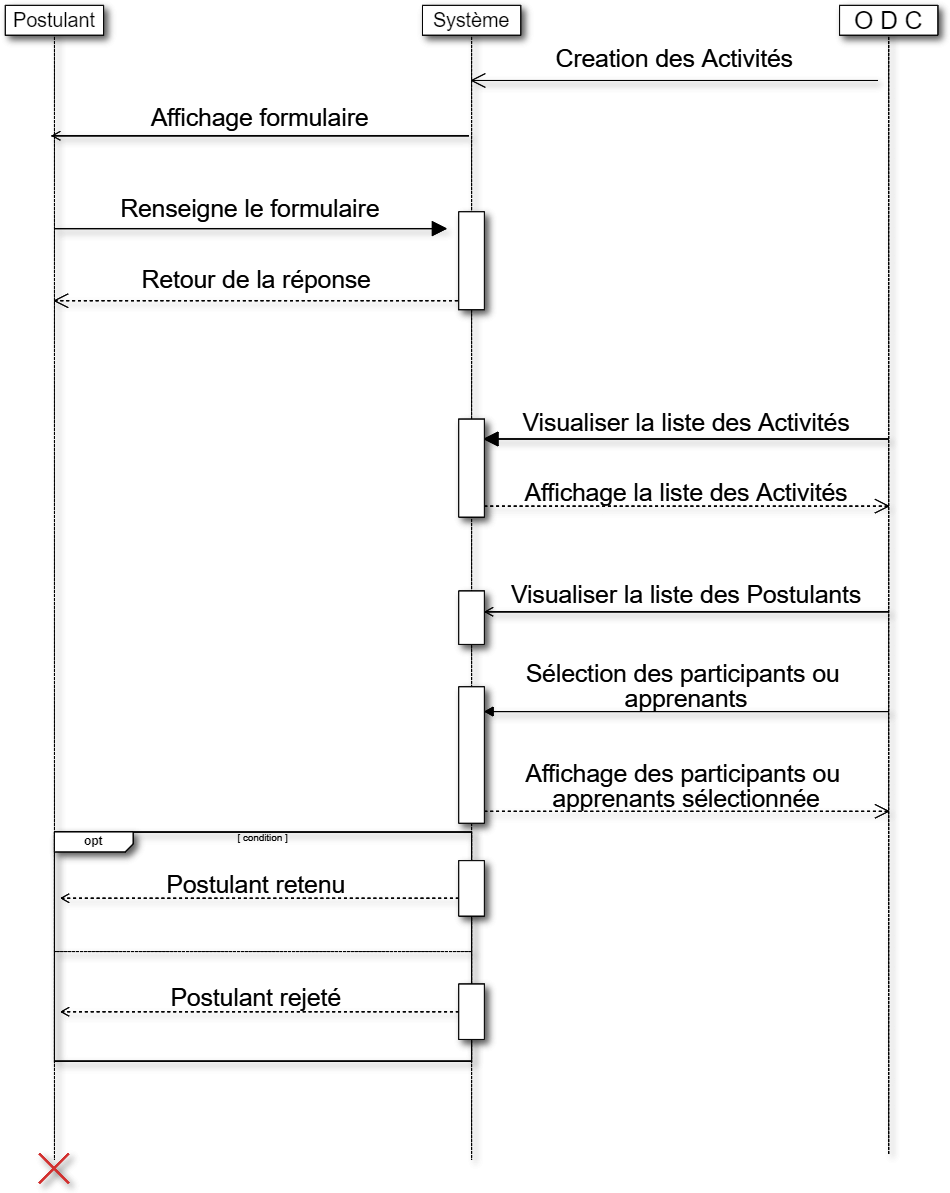 Postulant
Système
O D C
Creation des Activités
Affichage formulaire
Renseigne le formulaire
Retour de la réponse
Visualiser la liste des Activités
Affichage la liste des Activités
Visualiser la liste des Postulants
Sélection des participants ou
apprenants
Affichage des participants ou
apprenants sélectionnée
opt
[ condition ]
Postulant retenu
Postulant rejeté